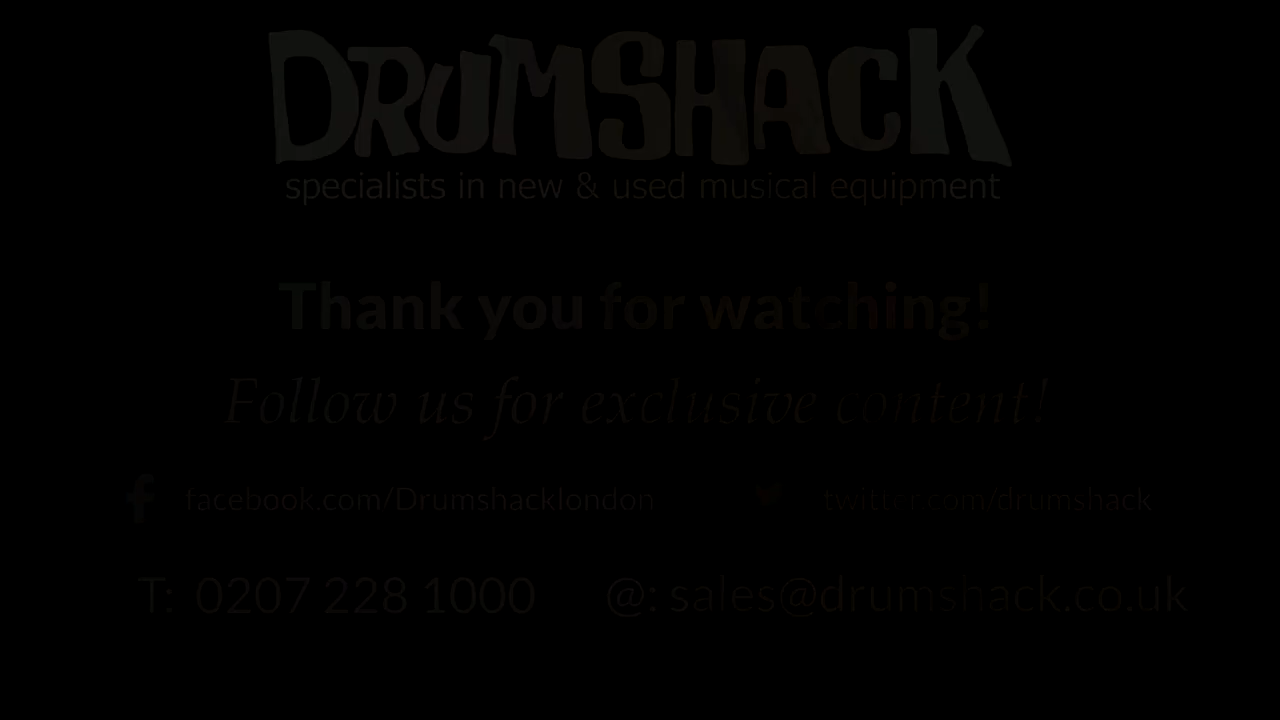 DRUMSHACK
specialists in new & used musical equipment
Thank you for watching!
Follow us for exclusive content!
facebook.com/Drumshacklondon twitter.com/drumshack
T: 0207 228 1000 @: sales@drumshack.co.uk